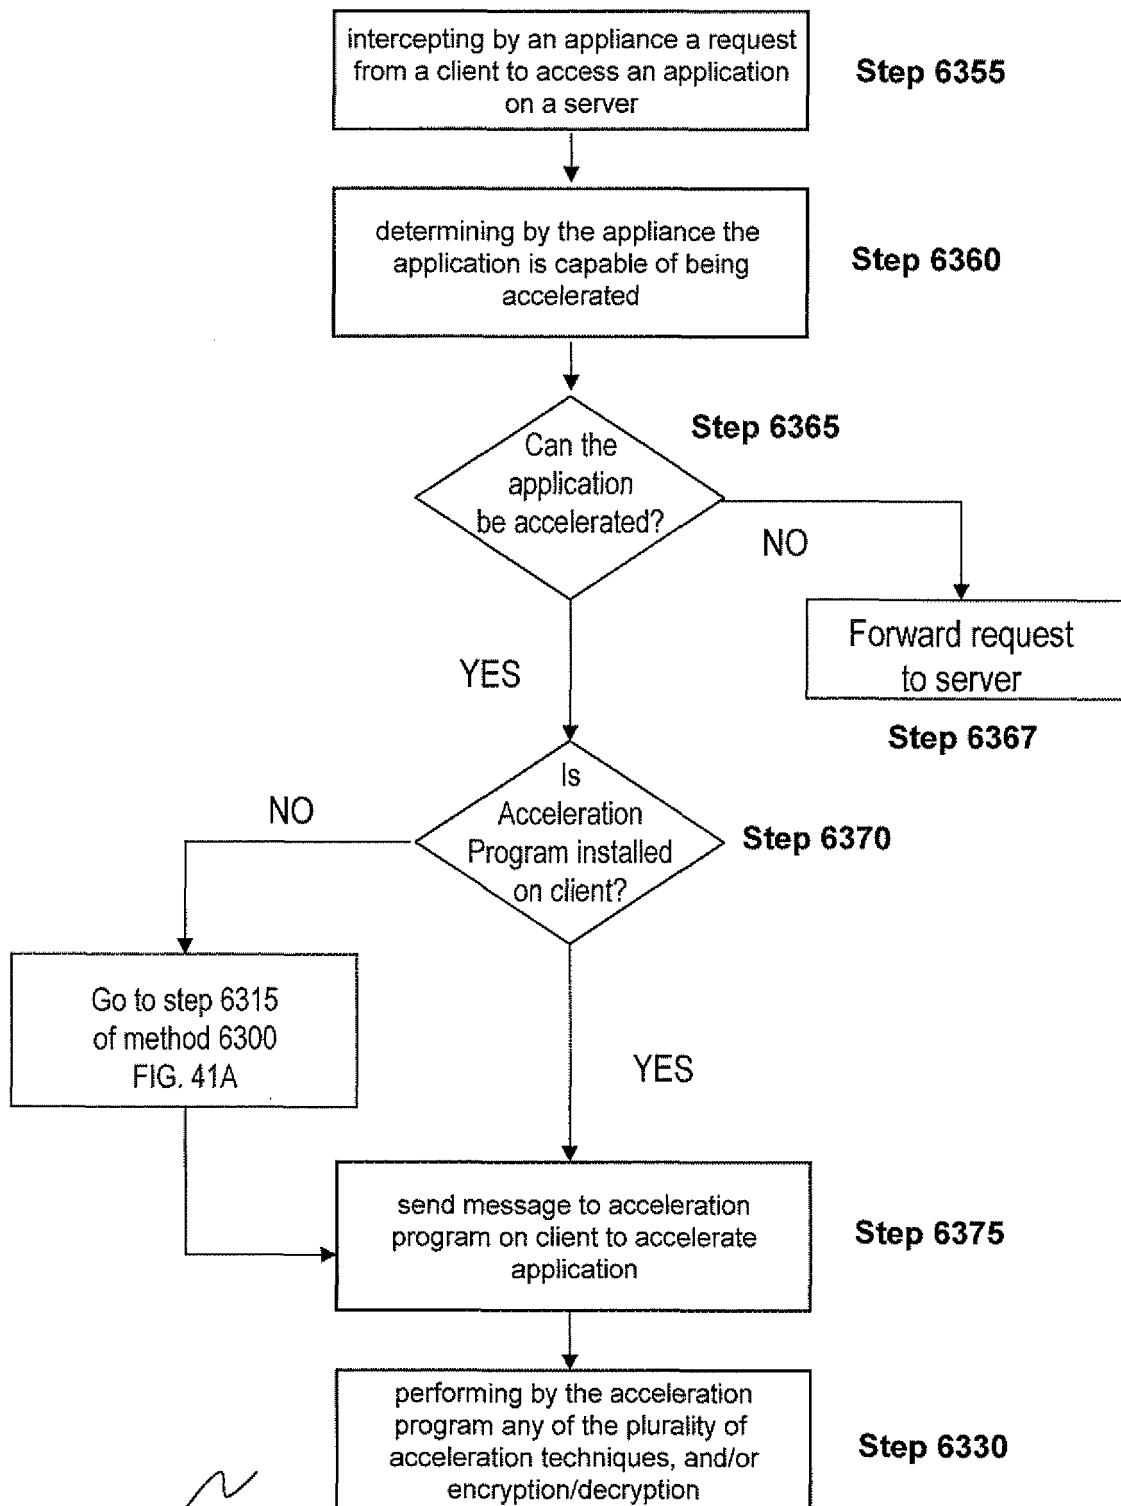 intercepting by an appliance a request
from a client to access an application
on a server
Step 6355
determining by the appliance the
application is capable of being
accelerated
Step 6360
Can the
application
be accelerated?
Step 6365
NO
Forward request
to server
Step 6367
YES
Is
Acceleration
Program installed
on client?
Step 6370
NO
Go to step 6315
of method 6300
FIG. 41A
YES
send message to acceleration
program on client to accelerate
application
Step 6375
performing by the acceleration
program any of the plurality of
acceleration techniques, and/or
encryption/decryption
Step 6330